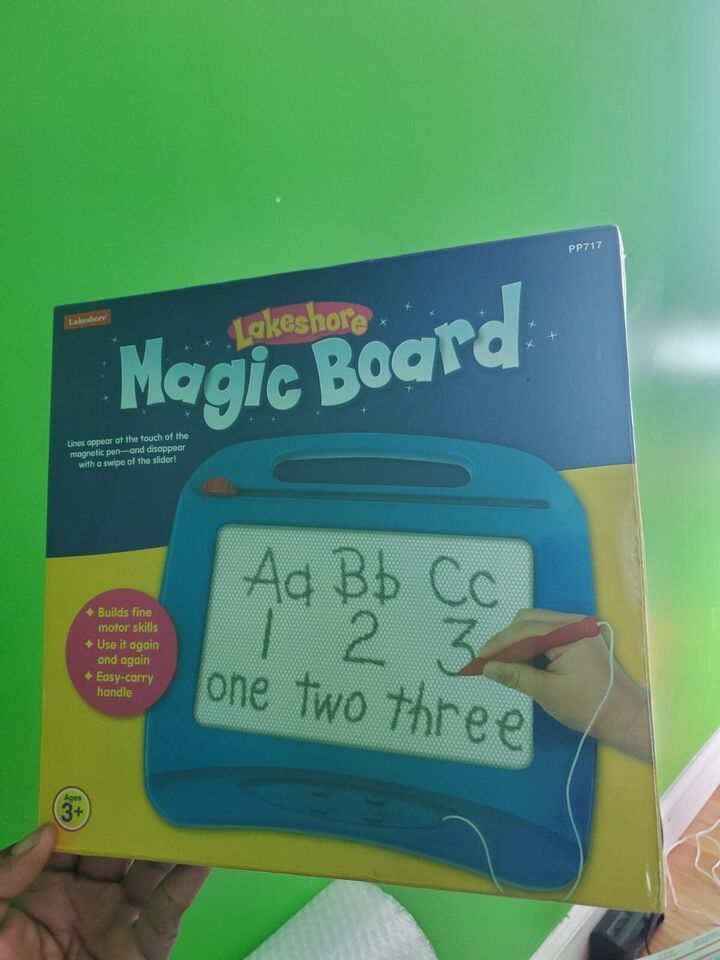 PP717
Lakeshore
Lakeshore
Magic Board
Lines appear at the touch of the
magnetic pen—and disappear
with a swipe of the slider!
Aa Bb Cc
1 2 3
one two three
✦ Builds fine
motor skills
✦ Use it again
and again
✦ Easy-carry
handle
Ages
3+